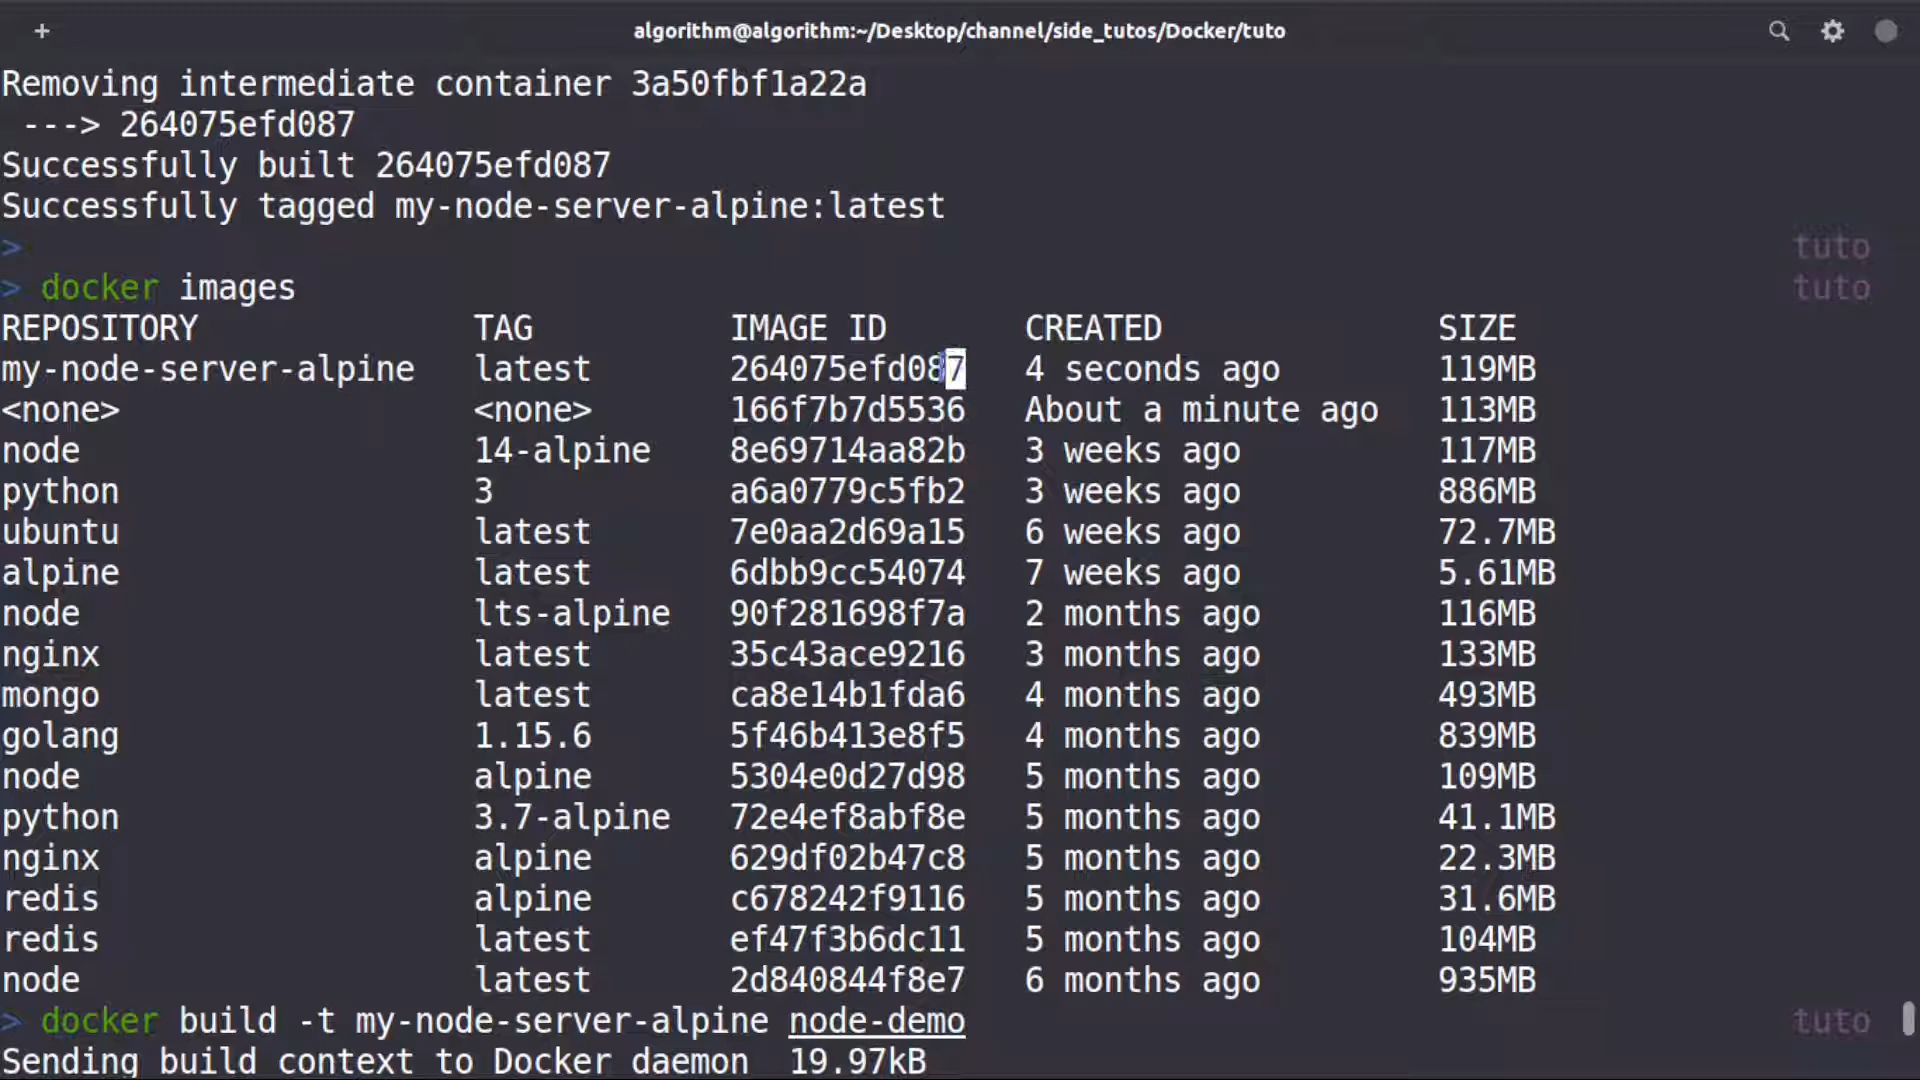 + algorithm@algorithm:~/Desktop/channel/side_tutos/Docker/tuto
Removing intermediate container 3a50fbf1a22a
---> 264075efd087
Successfully built 264075efd087
Successfully tagged my-node-server-alpine:latest
> tuto
> docker images tuto
REPOSITORY TAG IMAGE ID CREATED SIZE
my-node-server-alpine latest 264075efd087 4 seconds ago 119MB
<none> <none> 166f7b7d5536 About a minute ago 113MB
node 14-alpine 8e69714aa82b 3 weeks ago 117MB
python 3 a6a0779c5fb2 3 weeks ago 886MB
ubuntu latest 7e0aa2d69a15 6 weeks ago 72.7MB
alpine latest 6dbb9cc54074 7 weeks ago 5.61MB
node lts-alpine 90f281698f7a 2 months ago 116MB
nginx latest 35c43ace9216 3 months ago 133MB
mongo latest ca8e14b1fda6 4 months ago 493MB
golang 1.15.6 5f46b413e8f5 4 months ago 839MB
node alpine 5304e0d27d98 5 months ago 109MB
python 3.7-alpine 72e4ef8abf8e 5 months ago 41.1MB
nginx alpine 629df02b47c8 5 months ago 22.3MB
redis alpine c678242f9116 5 months ago 31.6MB
redis latest ef47f3b6dc11 5 months ago 104MB
node latest 2d840844f8e7 6 months ago 935MB
> docker build -t my-node-server-alpine node-demo tuto
Sending build context to Docker daemon 19.97kB